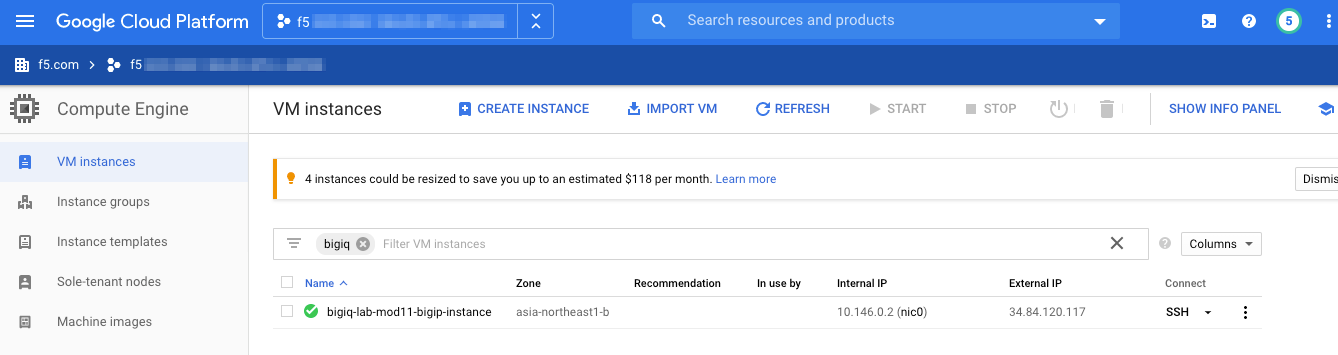 Google Cloud Platform f5 Search resources and products 5
f5.com f5
Compute Engine VM instances CREATE INSTANCE IMPORT VM REFRESH START STOP SHOW INFO PANEL
VM instances
Instance groups
Instance templates
Sole-tenant nodes
Machine images
4 instances could be resized to save you up to an estimated $118 per month. Learn more Dismis
bigiq Filter VM instances Columns
Name Zone Recommendation In use by Internal IP External IP Connect
bigiq-lab-mod11-bigip-instance asia-northeast1-b 10.146.0.2 (nic0) 34.84.120.117 SSH